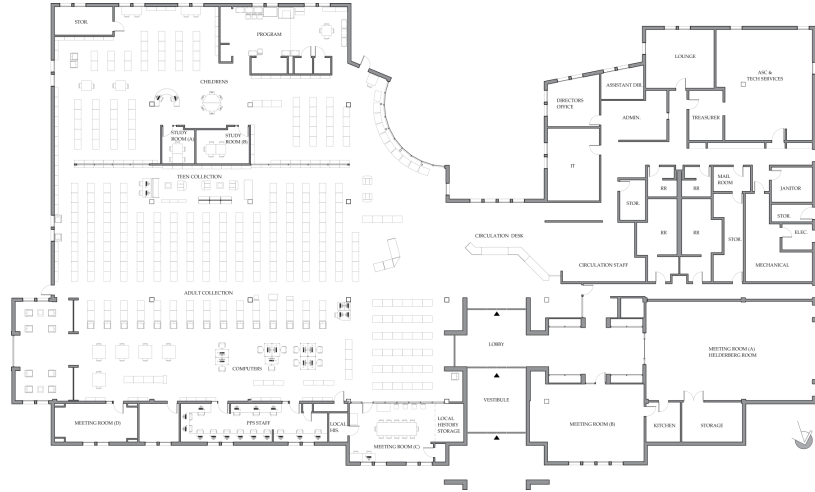 STOR.
PROGRAM
LOUNGE
ASC &
TECH SERVICES
CHILDRENS
ASSISTANT DIR.
DIRECTORS
OFFICE
ADMIN.
TREASURER
STUDY
ROOM (A)
STUDY
ROOM (B)
IT
TEEN COLLECTION
MAIL
ROOM
JANITOR
RR
RR
STOR.
STOR.
RR
RR
STOR.
ELEC.
CIRCULATION DESK
CIRCULATION STAFF
MECHANICAL
ADULT COLLECTION
LOBBY
MEETING ROOM (A)
HELDERBERG ROOM
COMPUTERS
VESTIBULE
MEETING ROOM (D)
PPS STAFF
LOCAL
HIS.
LOCAL
HISTORY
STORAGE
MEETING ROOM (C)
MEETING ROOM (B)
KITCHEN
STORAGE